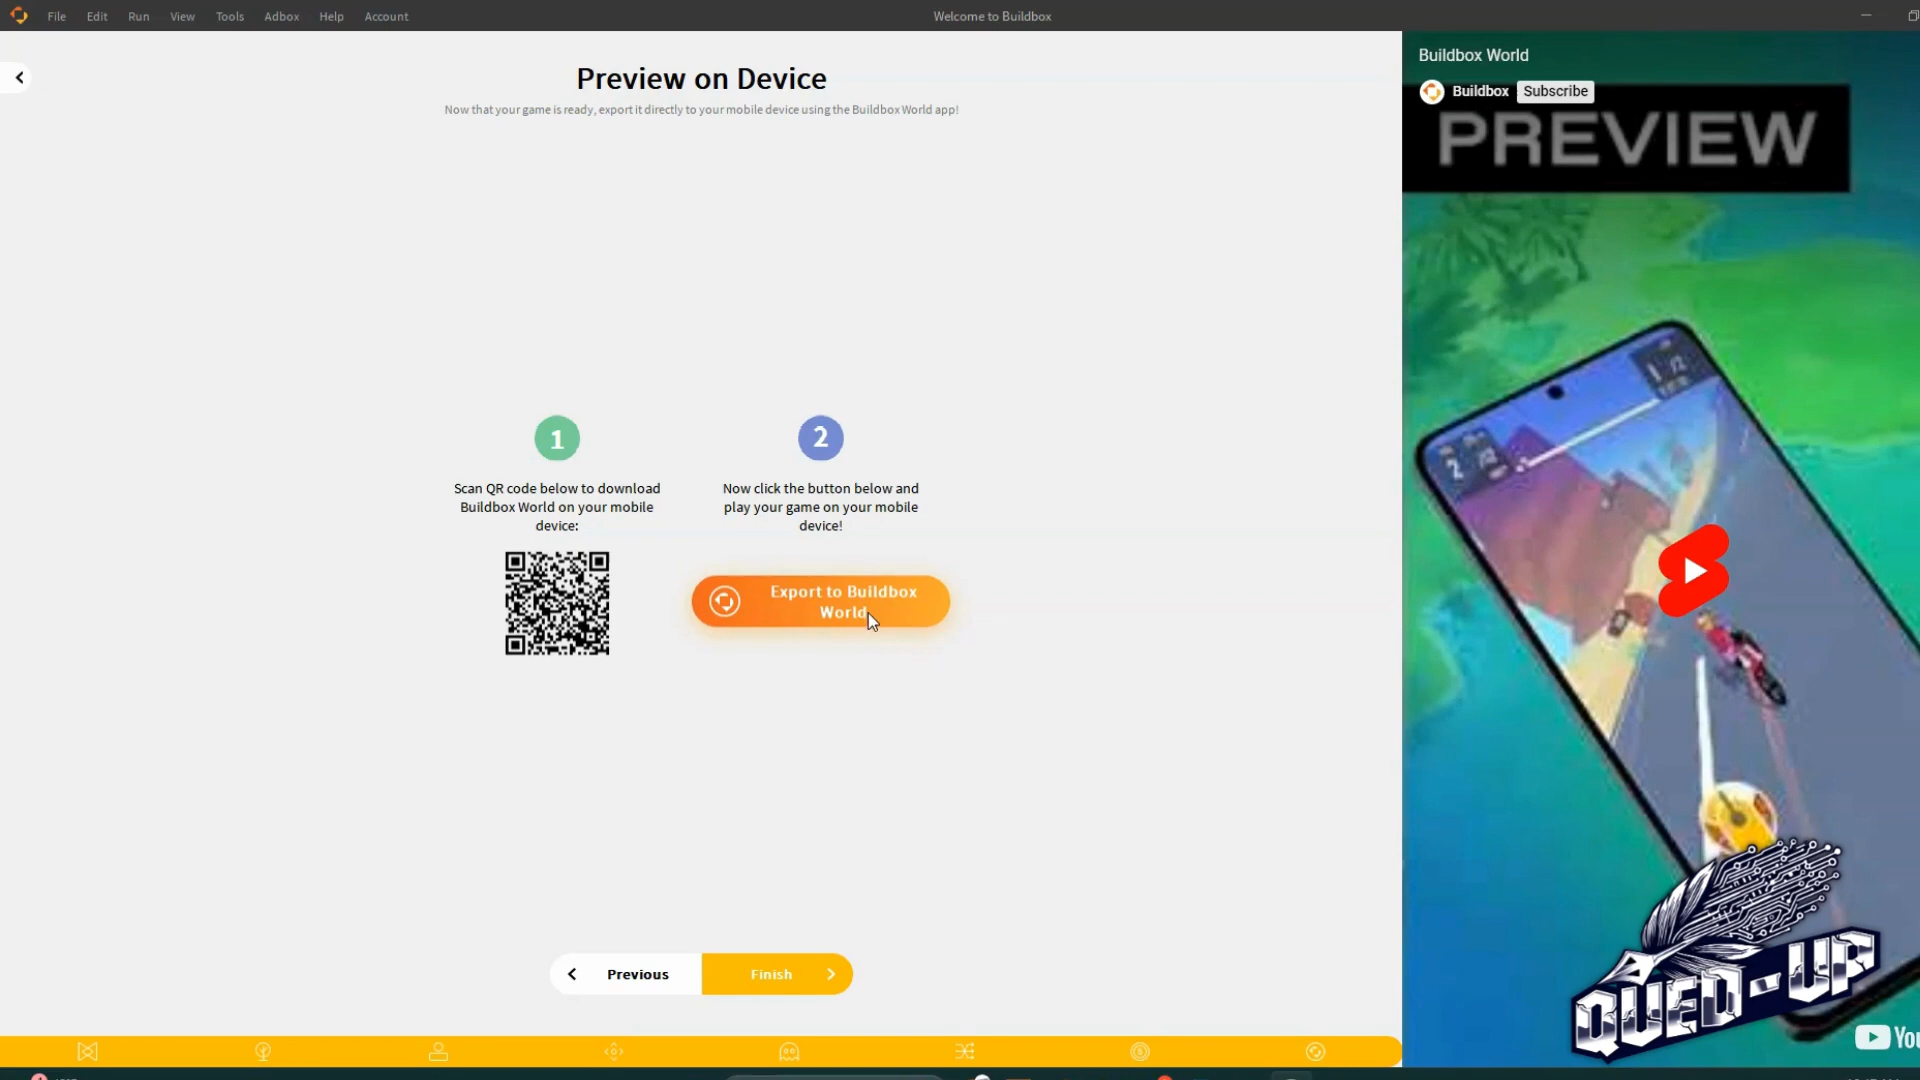 File Edit Run View Tools Adbox Help Account
Welcome to Buildbox
Preview on Device
Now that your game is ready, export it directly to your mobile device using the Buildbox World app!
1
Scan QR code below to download
Buildbox World on your mobile
device:
2
Now click the button below and
play your game on your mobile
device!
Export to Buildbox
World
Previous
Finish
Buildbox World
Buildbox
Subscribe
PREVIEW
QUED-UP
You